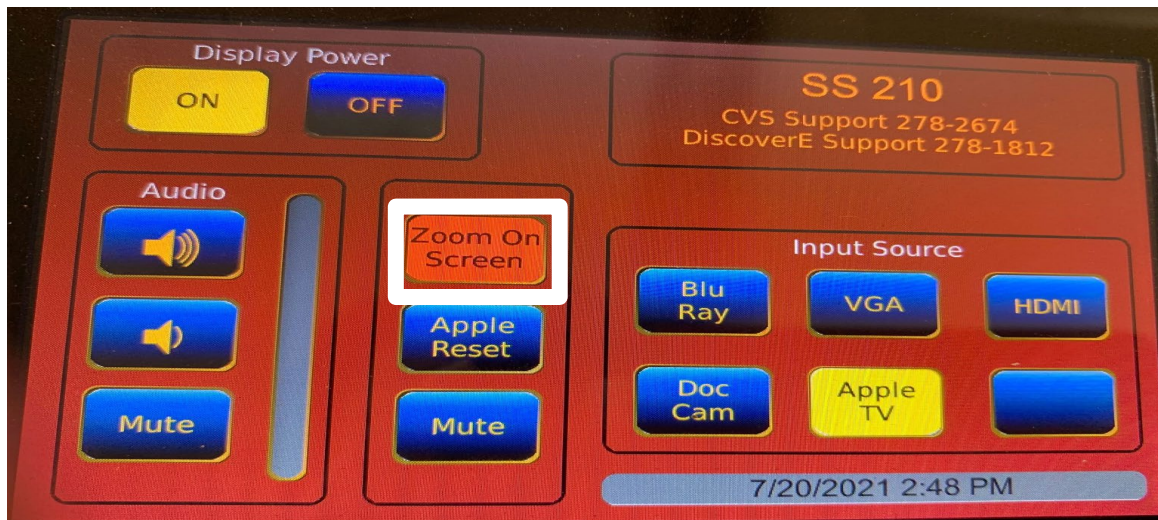 Display Power
ON
OFF
SS 210
CVS Support 278-2674
DiscoverE Support 278-1812
Audio
Mute
Zoom On
Screen
Apple
Reset
Mute
Input Source
Blu
Ray
VGA
HDMI
Doc
Cam
Apple
TV
7/20/2021 2:48 PM